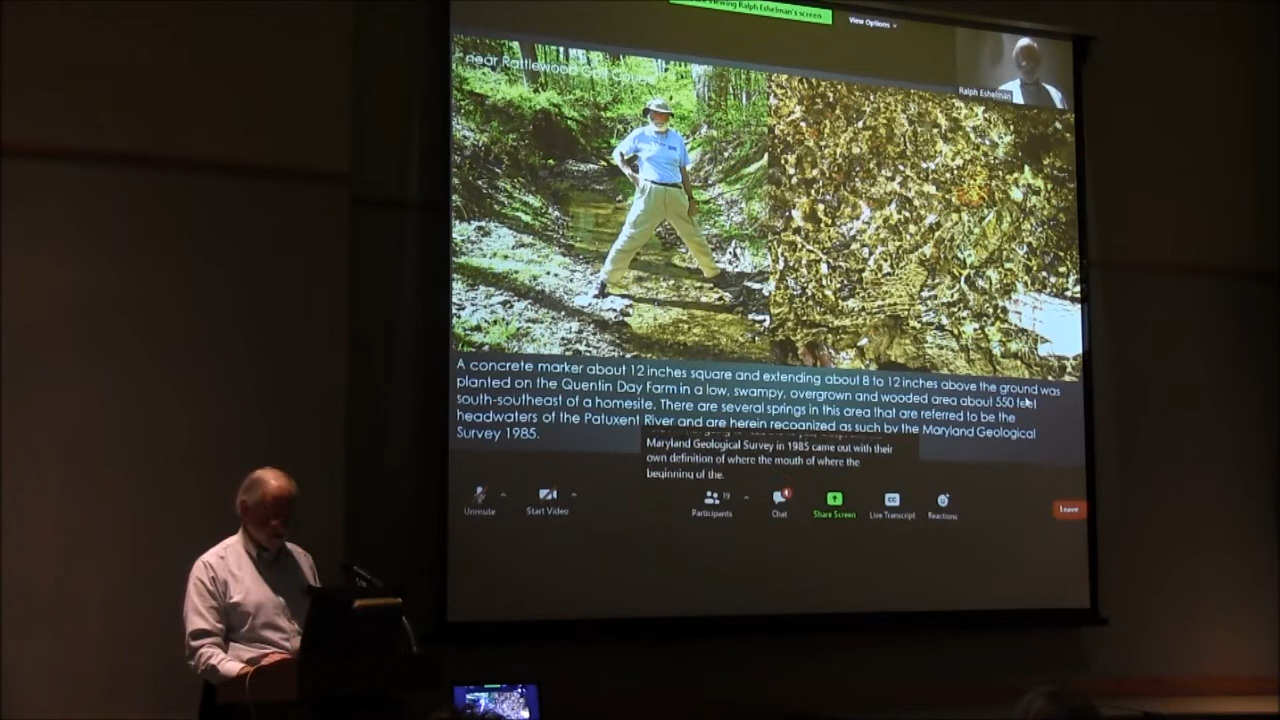 viewing Ralph Eshelman's screen
View Options
near Rattlewood Golf Course
Ralph Eshelman
A concrete marker about 12 inches square and extending about 8 to 12 inches above the ground was
planted on the Quentin Day Farm in a low, swampy, overgrown and wooded area about 550 feet
south-southeast of a homesite. There are several springs in this area that are referred to be the
headwaters of the Patuxent River and are herein recognized as such by the Maryland Geological
Survey 1985.
Maryland Geological Survey in 1985 came out with their
own definition of where the mouth of where the
beginning of the.
Unmute
Start Video
Participants
19
Chat
Share Screen
CC
Live Transcript
Reactions
Leave